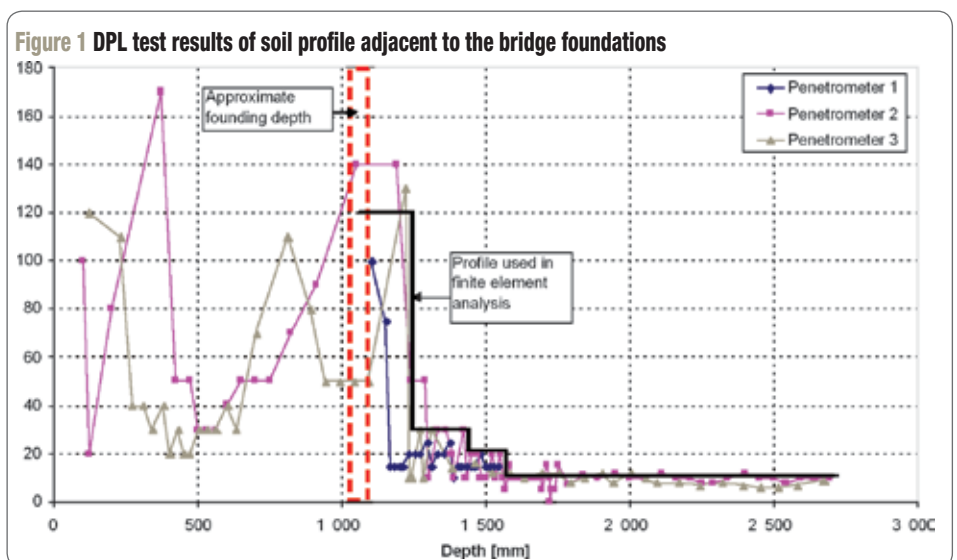 Figure 1 DPL test results of soil profile adjacent to the bridge foundations
180
160
140
120
100
80
60
40
20
0
Approximate
founding depth
Penetrometer 1
Penetrometer 2
Penetrometer 3
Profile used in
finite element
analysis
0 500 1 000 1 500 2 000 2 500 3 000
Depth [mm]